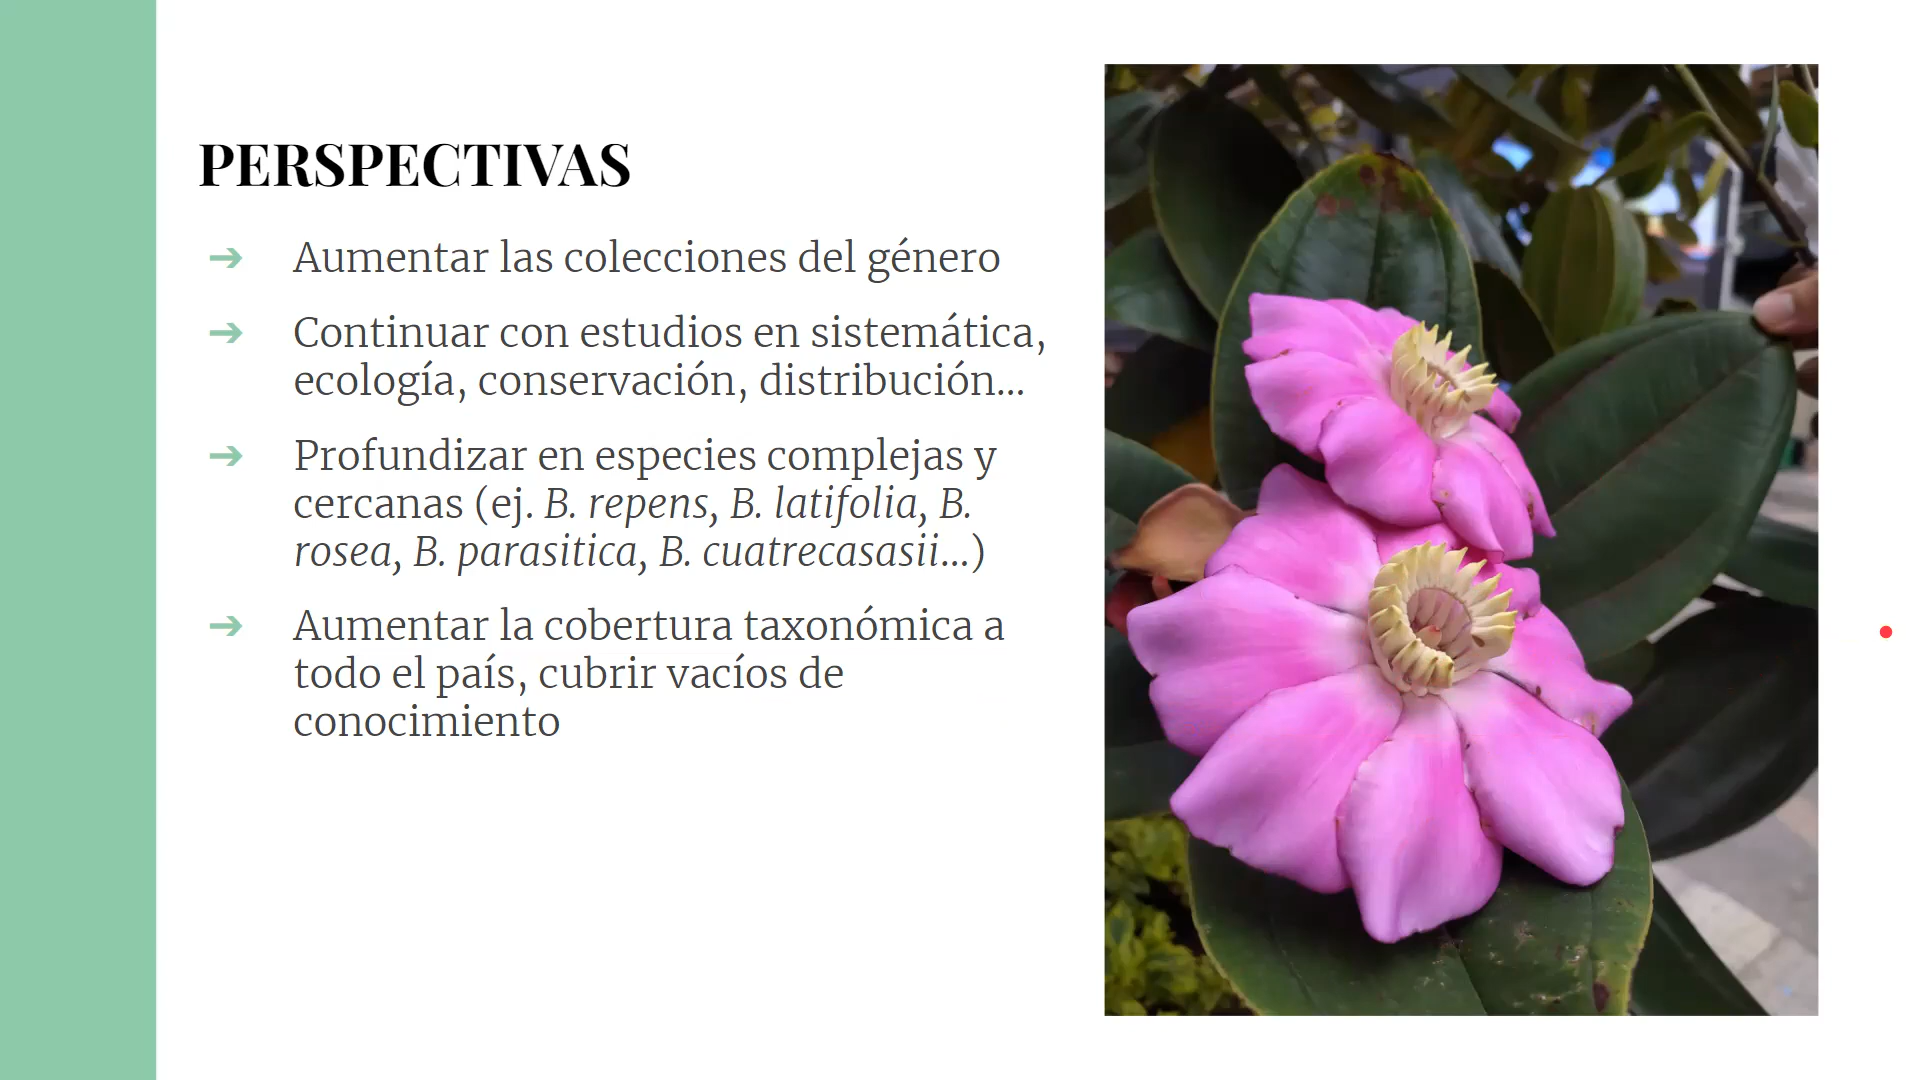 PERSPECTIVAS
➔ Aumentar las colecciones del género
➔ Continuar con estudios en sistemática,
ecología, conservación, distribución...
➔ Profundizar en especies complejas y
cercanas (ej. B. repens, B. latifolia, B.
rosea, B. parasitica, B. cuatrecasasii...)
➔ Aumentar la cobertura taxonómica a
todo el país, cubrir vacíos de
conocimiento